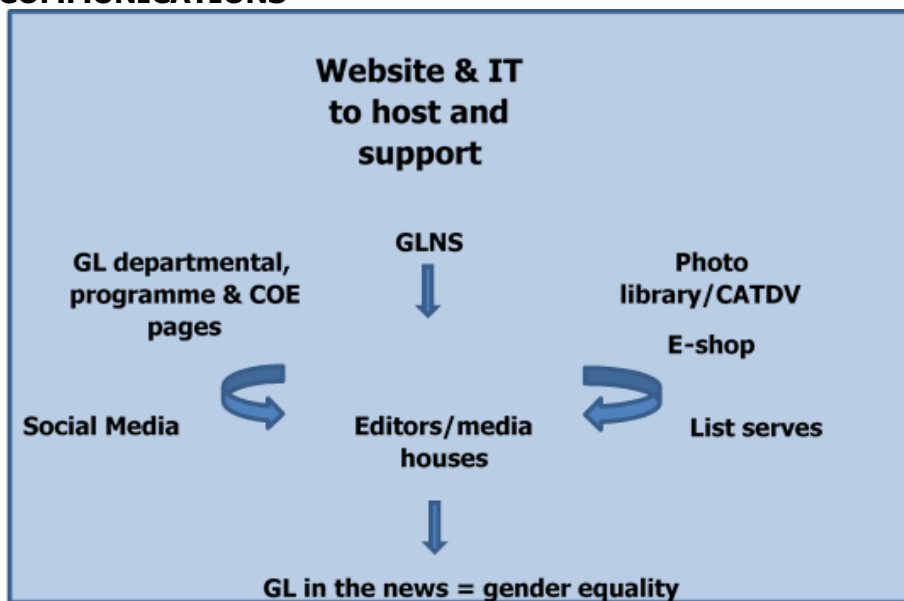 COMMUNICATIONS
Website & IT
to host and
support
GLNS
GL departmental,
programme & COE
pages
Photo
library/CATDV
E-shop
Social Media
Editors/media
houses
List serves
GL in the news = gender equality